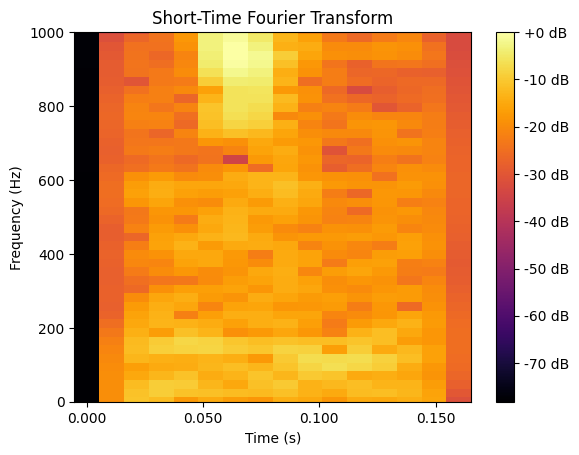 Short-Time Fourier Transform
1000
800
600
400
200
0
Frequency (Hz)
0.000
0.050
0.100
0.150
Time (s)
+0 dB
-10 dB
-20 dB
-30 dB
-40 dB
-50 dB
-60 dB
-70 dB